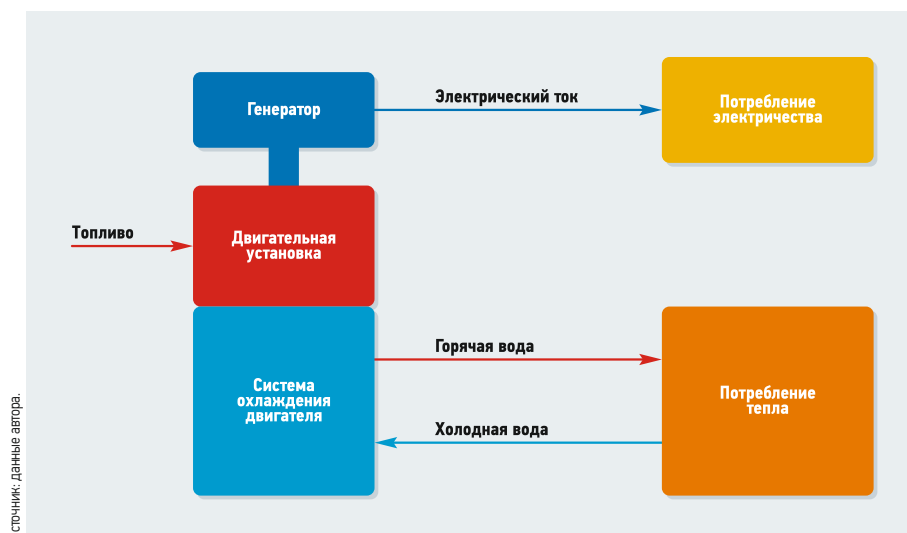 Генератор
Электрический ток
Потребление
электричества
Топливо
Двигательная
установка
Горячая вода
Система
охлаждения
двигателя
Потребление
тепла
Холодная вода
сточник: данные автора.